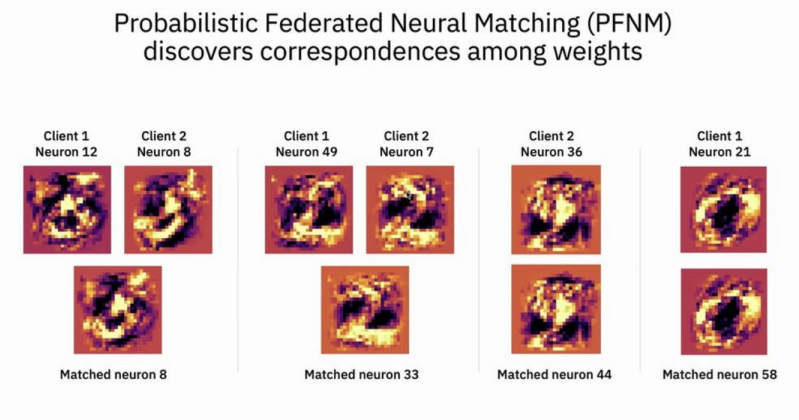 Probabilistic Federated Neural Matching (PFNM)
discovers correspondences among weights
Client 1
Neuron 12
Client 2
Neuron 8
Matched neuron 8
Client 1
Neuron 49
Client 2
Neuron 7
Matched neuron 33
Client 2
Neuron 36
Matched neuron 44
Client 1
Neuron 21
Matched neuron 58